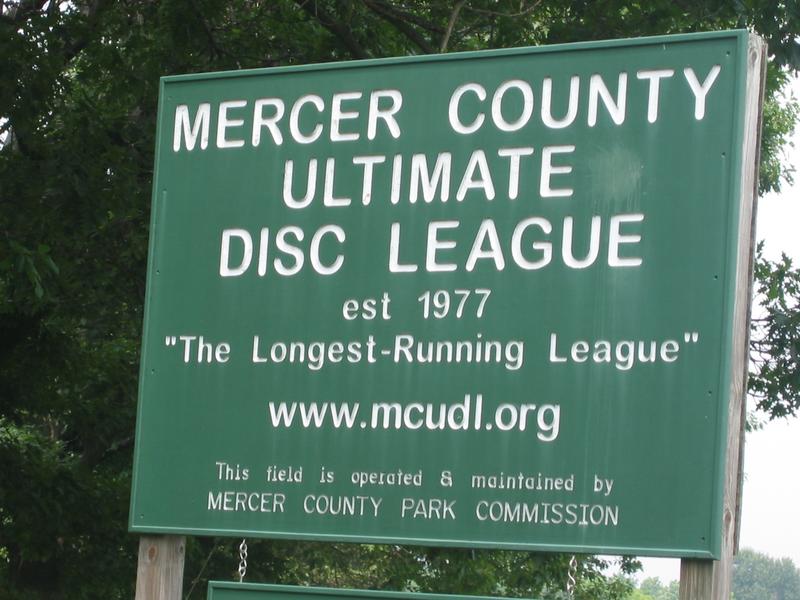 MERCER COUNTY
ULTIMATE
DISC LEAGUE
est 1977
"The Longest-Running League"
www.mcudl.org
This field is operated & maintained by
MERCER COUNTY PARK COMMISSION